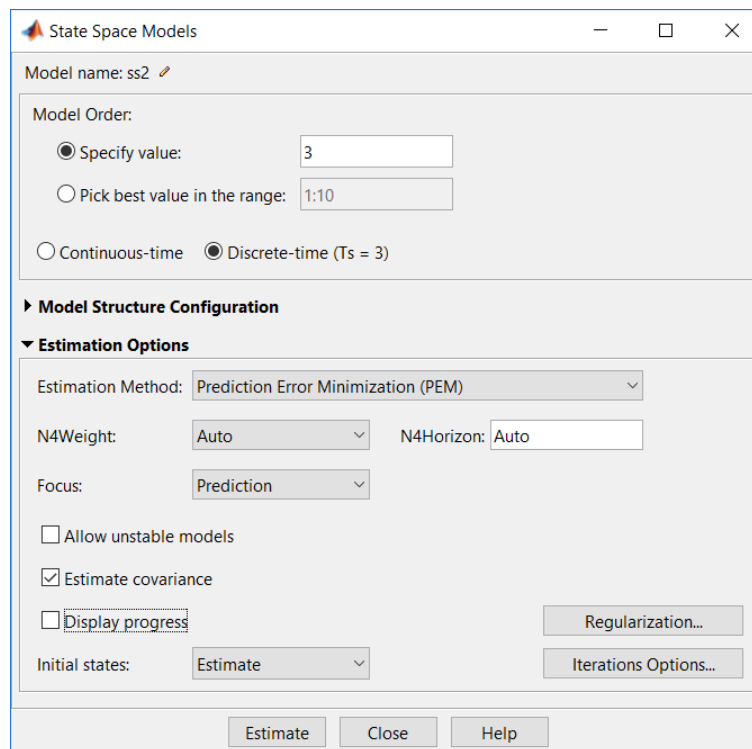 State Space Models
Model name: ss2
Model Order:
Specify value: 3
Pick best value in the range: 1:10
Continuous-time Discrete-time (Ts = 3)
Model Structure Configuration
Estimation Options
Estimation Method: Prediction Error Minimization (PEM)
N4Weight: Auto N4Horizon: Auto
Focus: Prediction
Allow unstable models
Estimate covariance
Display progress Regularization...
Initial states: Estimate Iterations Options...
Estimate Close Help